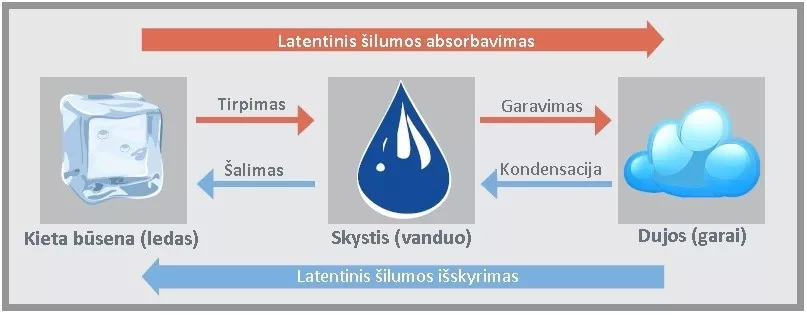 Latentinis šilumos absorbavimas
Tirpimas
Garavimas
Šalimas
Kondensacija
Kieta būsena (ledas)
Skystis (vanduo)
Dujos (garai)
Latentinis šilumos išskyrimas